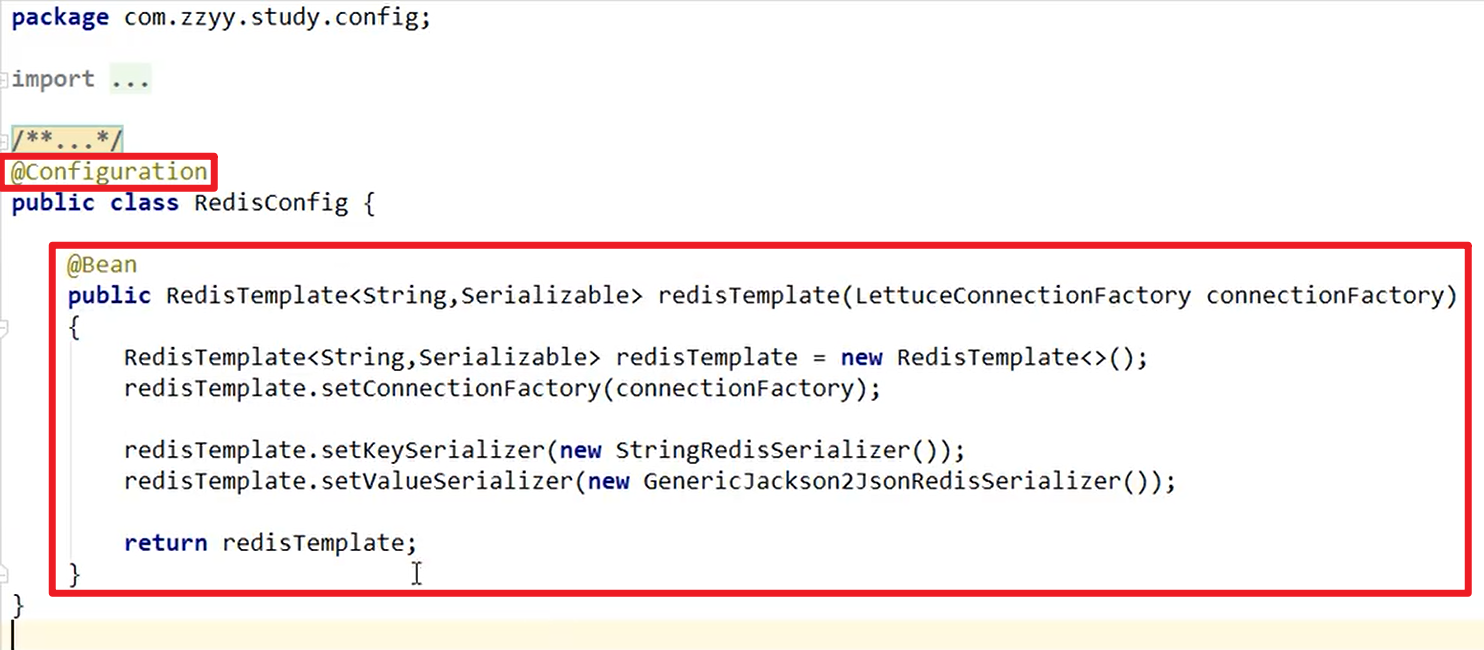 package com.zzyy.study.config;
import ...
/**...*/
@Configuration
public class RedisConfig {
@Bean
public RedisTemplate<String,Serializable> redisTemplate(LettuceConnectionFactory connectionFactory)
{
RedisTemplate<String,Serializable> redisTemplate = new RedisTemplate<>();
redisTemplate.setConnectionFactory(connectionFactory);
redisTemplate.setKeySerializer(new StringRedisSerializer());
redisTemplate.setValueSerializer(new GenericJackson2JsonRedisSerializer());
return redisTemplate;
}
}